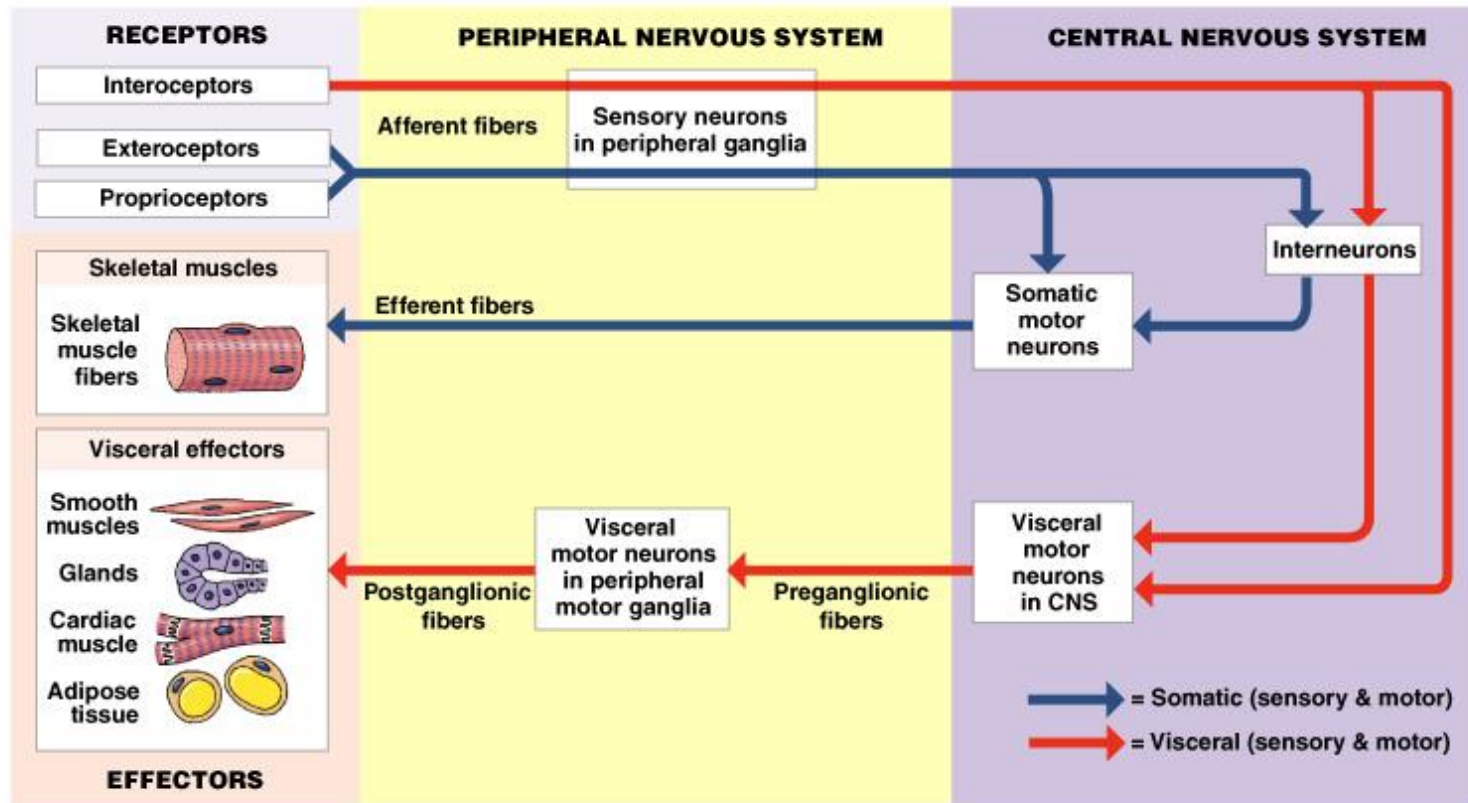 RECEPTORS
Interoceptors
Exteroceptors
Proprioceptors
PERIPHERAL NERVOUS SYSTEM
Afferent fibers
Sensory neurons
in peripheral ganglia
CENTRAL NERVOUS SYSTEM
Interneurons
Somatic
motor
neurons
Efferent fibers
Skeletal muscles
Skeletal
muscle
fibers
Visceral effectors
Smooth
muscles
Glands
Cardiac
muscle
Adipose
tissue
EFFECTORS
Postganglionic
fibers
Visceral
motor neurons
in peripheral
motor ganglia
Preganglionic
fibers
Visceral
motor
neurons
in CNS
= Somatic (sensory & motor)
= Visceral (sensory & motor)